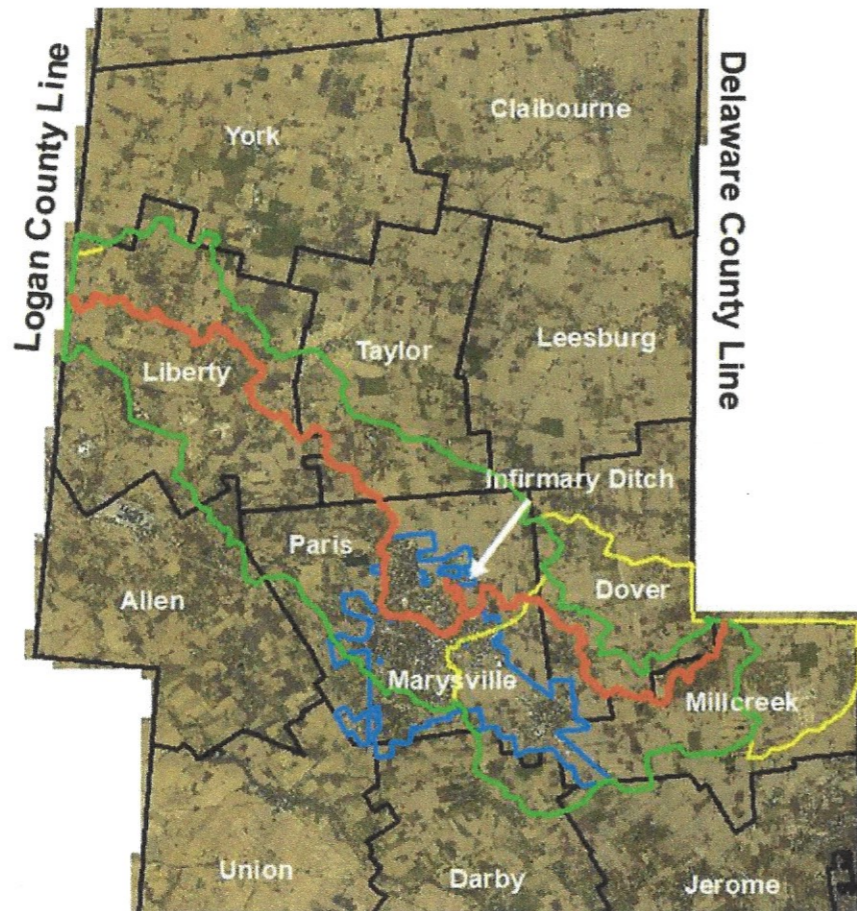 Logan County Line
Delaware County Line
York
Claibourne
Liberty
Taylor
Leesburg
Infirmary Ditch
Paris
Allen
Dover
Marysville
Millcreek
Union
Darby
Jerome